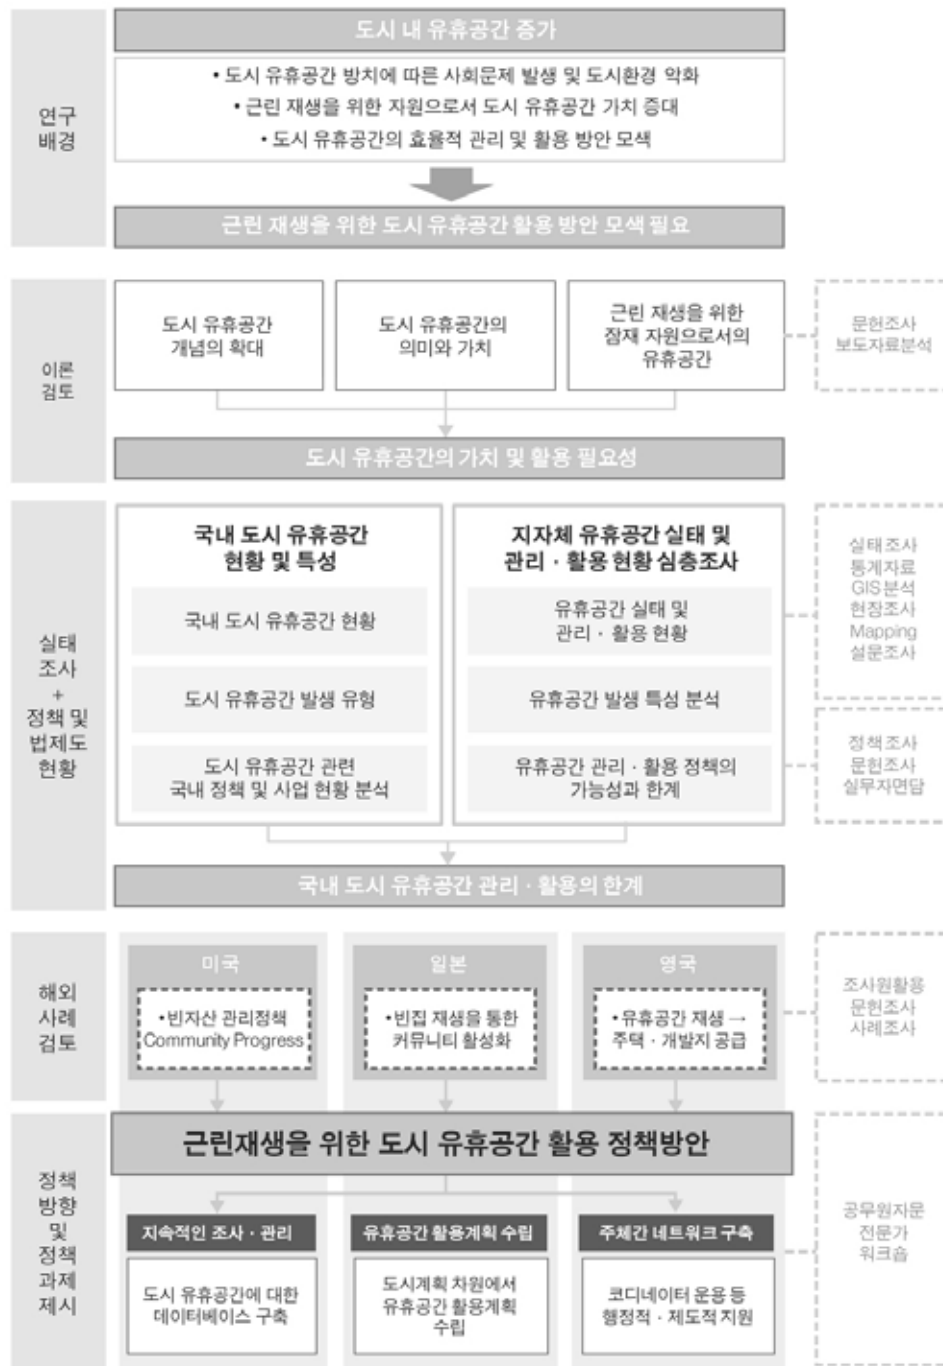 연구
배경
도시 내 유휴공간 증가
• 도시 유휴공간 방치에 따른 사회문제 발생 및 도시환경 악화
• 근린 재생을 위한 자원으로서 도시 유휴공간 가치 증대
• 도시 유휴공간의 효율적 관리 및 활용 방안 모색
근린 재생을 위한 도시 유휴공간 활용 방안 모색 필요
이론
검토
도시 유휴공간
개념의 확대
도시 유휴공간의
의미와 가치
근린 재생을 위한
잠재 자원으로서의
유휴공간
문헌조사
보도자료분석
도시 유휴공간의 가치 및 활용 필요성
실태
조사
+
정책 및
법제도
현황
국내 도시 유휴공간
현황 및 특성
국내 도시 유휴공간 현황
도시 유휴공간 발생 유형
도시 유휴공간 관련
국내 정책 및 사업 현황 분석
지자체 유휴공간 실태 및
관리 · 활용 현황 심층조사
유휴공간 실태 및
관리 · 활용 현황
유휴공간 발생 특성 분석
유휴공간 관리 · 활용 정책의
가능성과 한계
실태조사
통계자료
GIS분석
현장조사
Mapping
설문조사
정책조사
문헌조사
실무자면담
국내 도시 유휴공간 관리 · 활용의 한계
해외
사례
검토
미국
•빈자산 관리정책
Community Progress
일본
•빈집 재생을 통한
커뮤니티 활성화
영국
•유휴공간 재생 →
주택 · 개발지 공급
조사원활용
문헌조사
사례조사
정책
방향
및
정책
과제
제시
근린재생을 위한 도시 유휴공간 활용 정책방안
지속적인 조사 · 관리
도시 유휴공간에 대한
데이터베이스 구축
유휴공간 활용계획 수립
도시계획 차원에서
유휴공간 활용계획
수립
주체간 네트워크 구축
코디네이터 운용 등
행정적 · 제도적 지원
공무원자문
전문가
워크숍